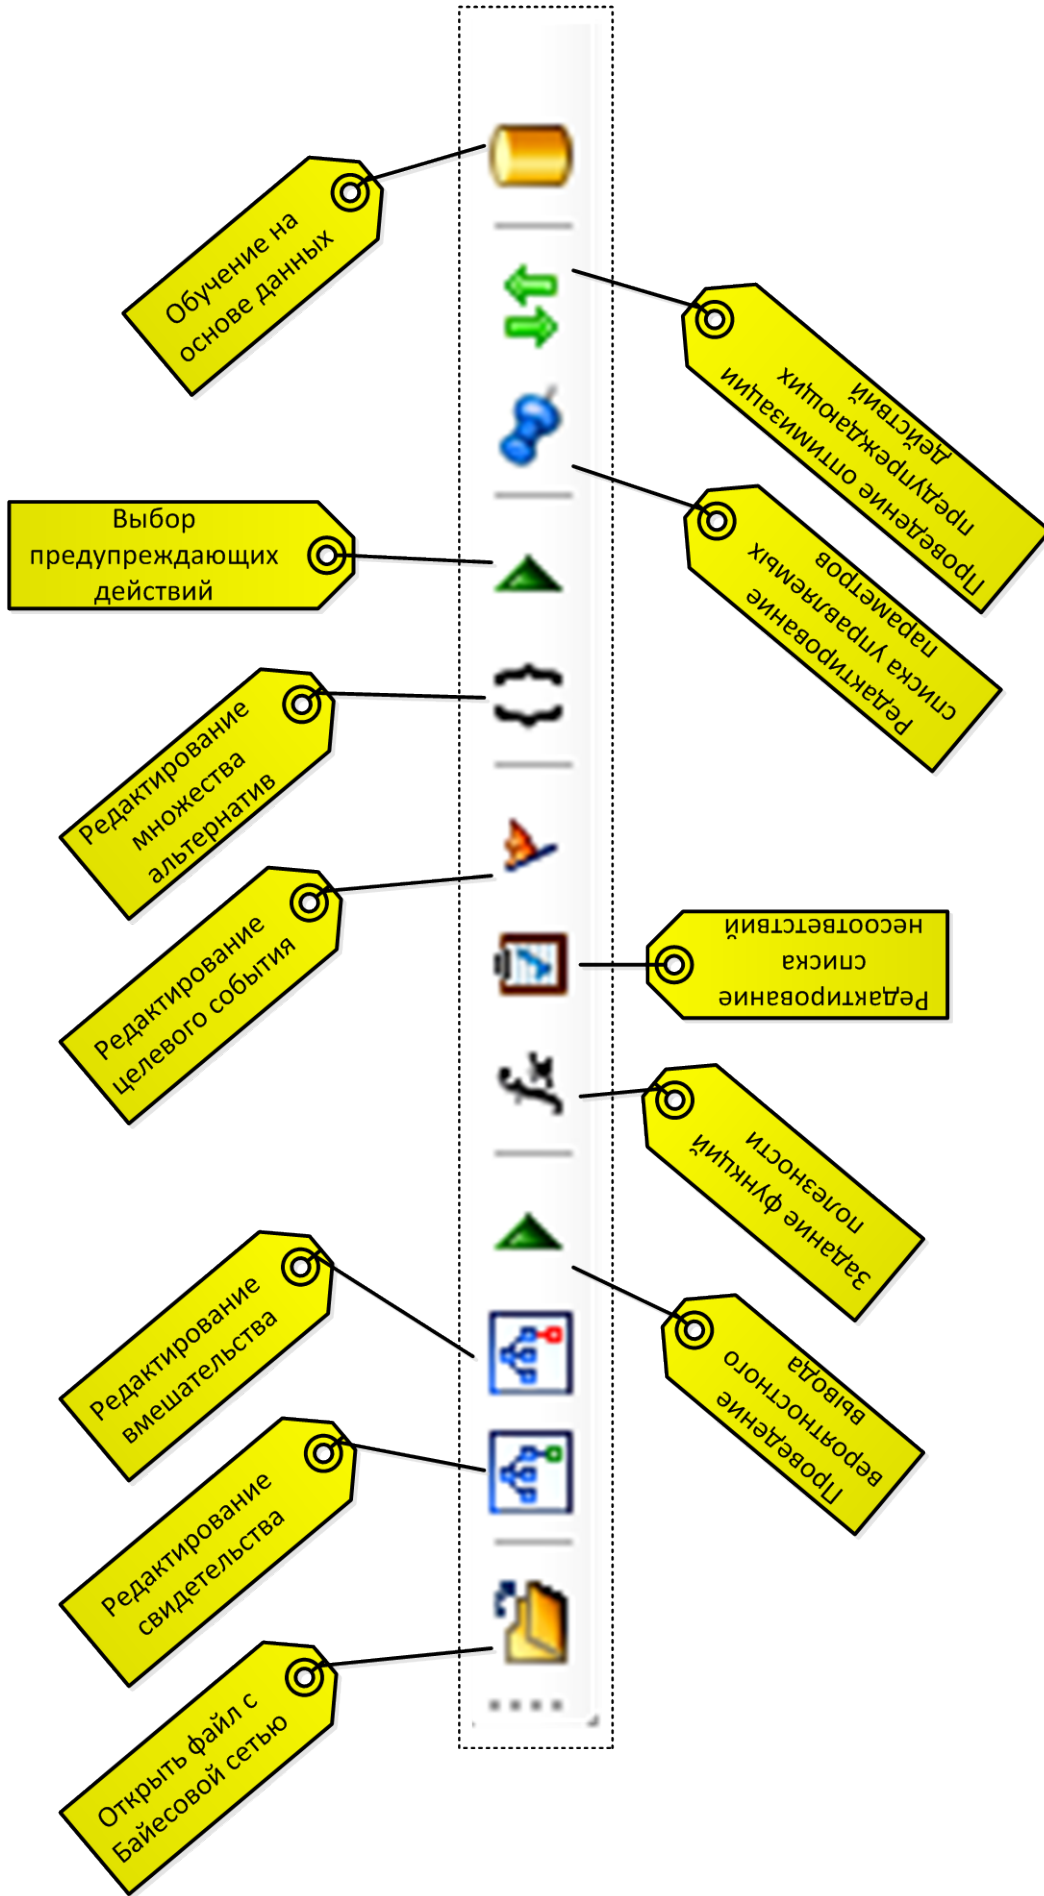 Обучение на
основе данных
Проведение оптимизации
предупреждающих
действий
Редактирование
списка управляемых
параметров
Выбор
предупреждающих
действий
Редактирование
множества
альтернатив
Редактирование
целевого события
Редактирование
списка
несоответствий
Задание функций
полезности
Проведение
вероятностного
вывода
Редактирование
вмешательства
Редактирование
свидетельства
Открыть файл с
Байесовой сетью